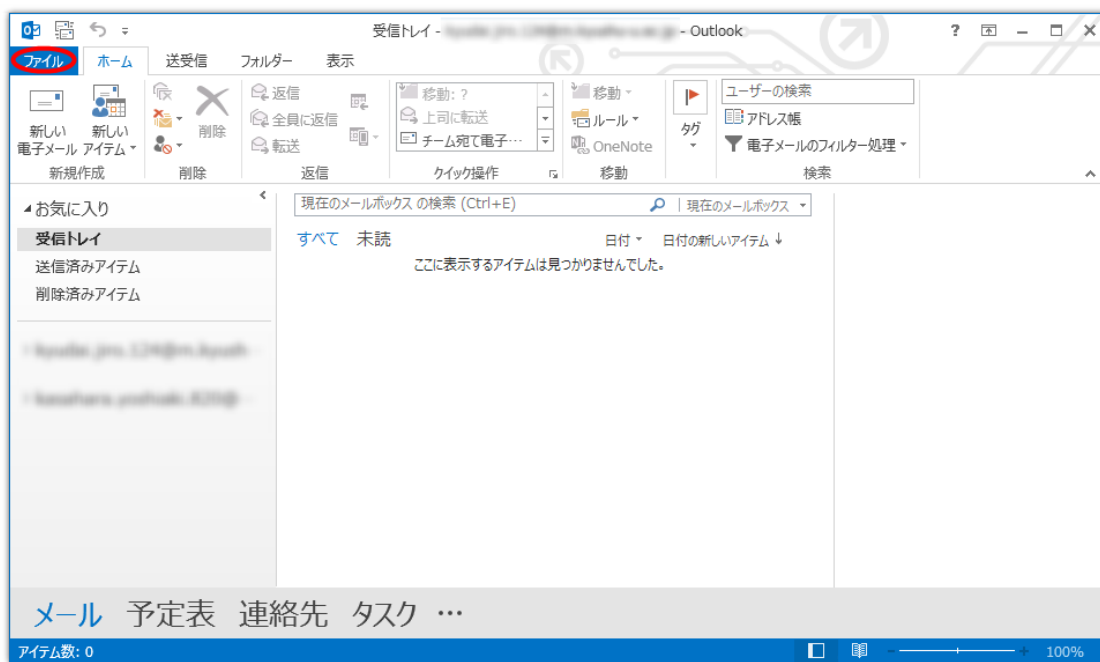 受信トレイ - - Outlook
ファイル ホーム 送受信 フォルダー 表示
新しい
電子メール
新しい
アイテム
新規作成
削除
削除
返信
全員に返信
転送
返信
移動: ?
上司に転送
チーム宛て電子…
クイック操作
移動
ルール
OneNote
移動
タグ
ユーザーの検索
アドレス帳
電子メールのフィルター処理
検索
お気に入り
受信トレイ
送信済みアイテム
削除済みアイテム
現在のメールボックス の検索 (Ctrl+E)
現在のメールボックス
すべて 未読
日付 日付の新しいアイテム ↓
ここに表示するアイテムは見つかりませんでした。
メール 予定表 連絡先 タスク …
アイテム数: 0
100%